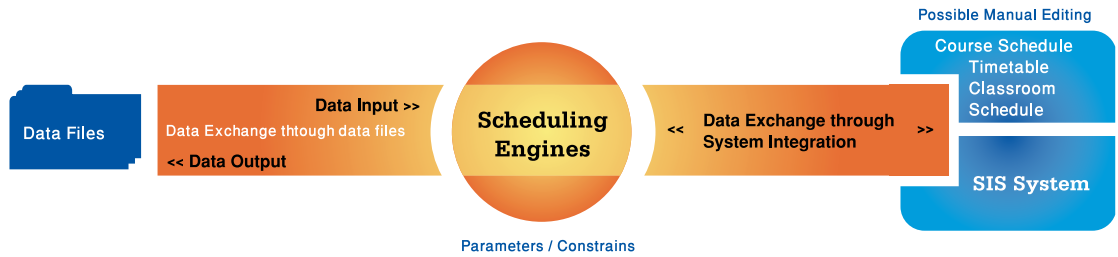 Possible Manual Editing
Course Schedule
Timetable
Classroom
Schedule
Data Files
Data Input >>
Data Exchange thtough data files
<< Data Output
Scheduling
Engines
<< Data Exchange through >>
System Integration
SIS System
Parameters / Constrains